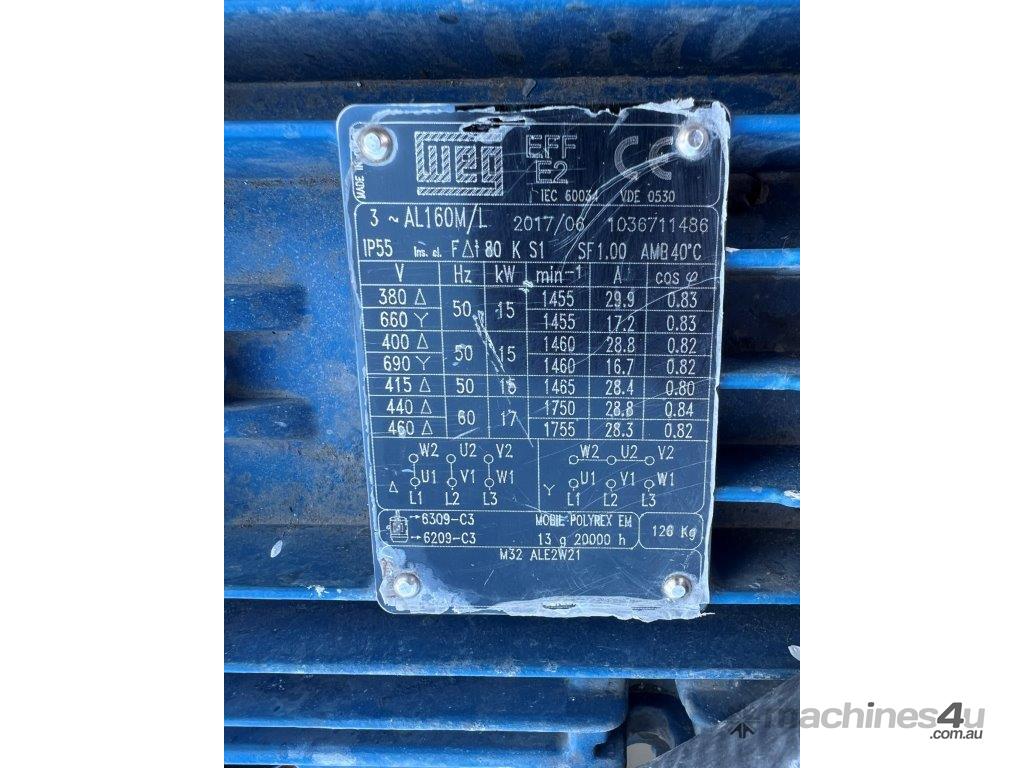 MADE IN
WEG EFF E2 CE
IEC 60034 VDE 0530
3 ~ AL160M/L 2017/06 1036711486
IP55 Ins. cl. F Δt 80 K S1 SF1.00 AMB 40°C
V Hz kW min⁻¹ A cos φ
380 Δ 50 15 1455 29.9 0.83
660 Y 1455 17.2 0.83
400 Δ 50 15 1460 28.8 0.82
690 Y 1460 16.7 0.82
415 Δ 50 15 1465 28.4 0.80
440 Δ 60 17 1750 28.8 0.84
460 Δ 1755 28.3 0.82
W2 U2 V2 W2 U2 V2
U1 V1 W1 U1 V1 W1
Δ L1 L2 L3 Y L1 L2 L3
→6309-C3 MOBIL POLYREX EM
→6209-C3 13 g 20000 h 126 Kg
M32 ALE2W21
machines4u
.com.au